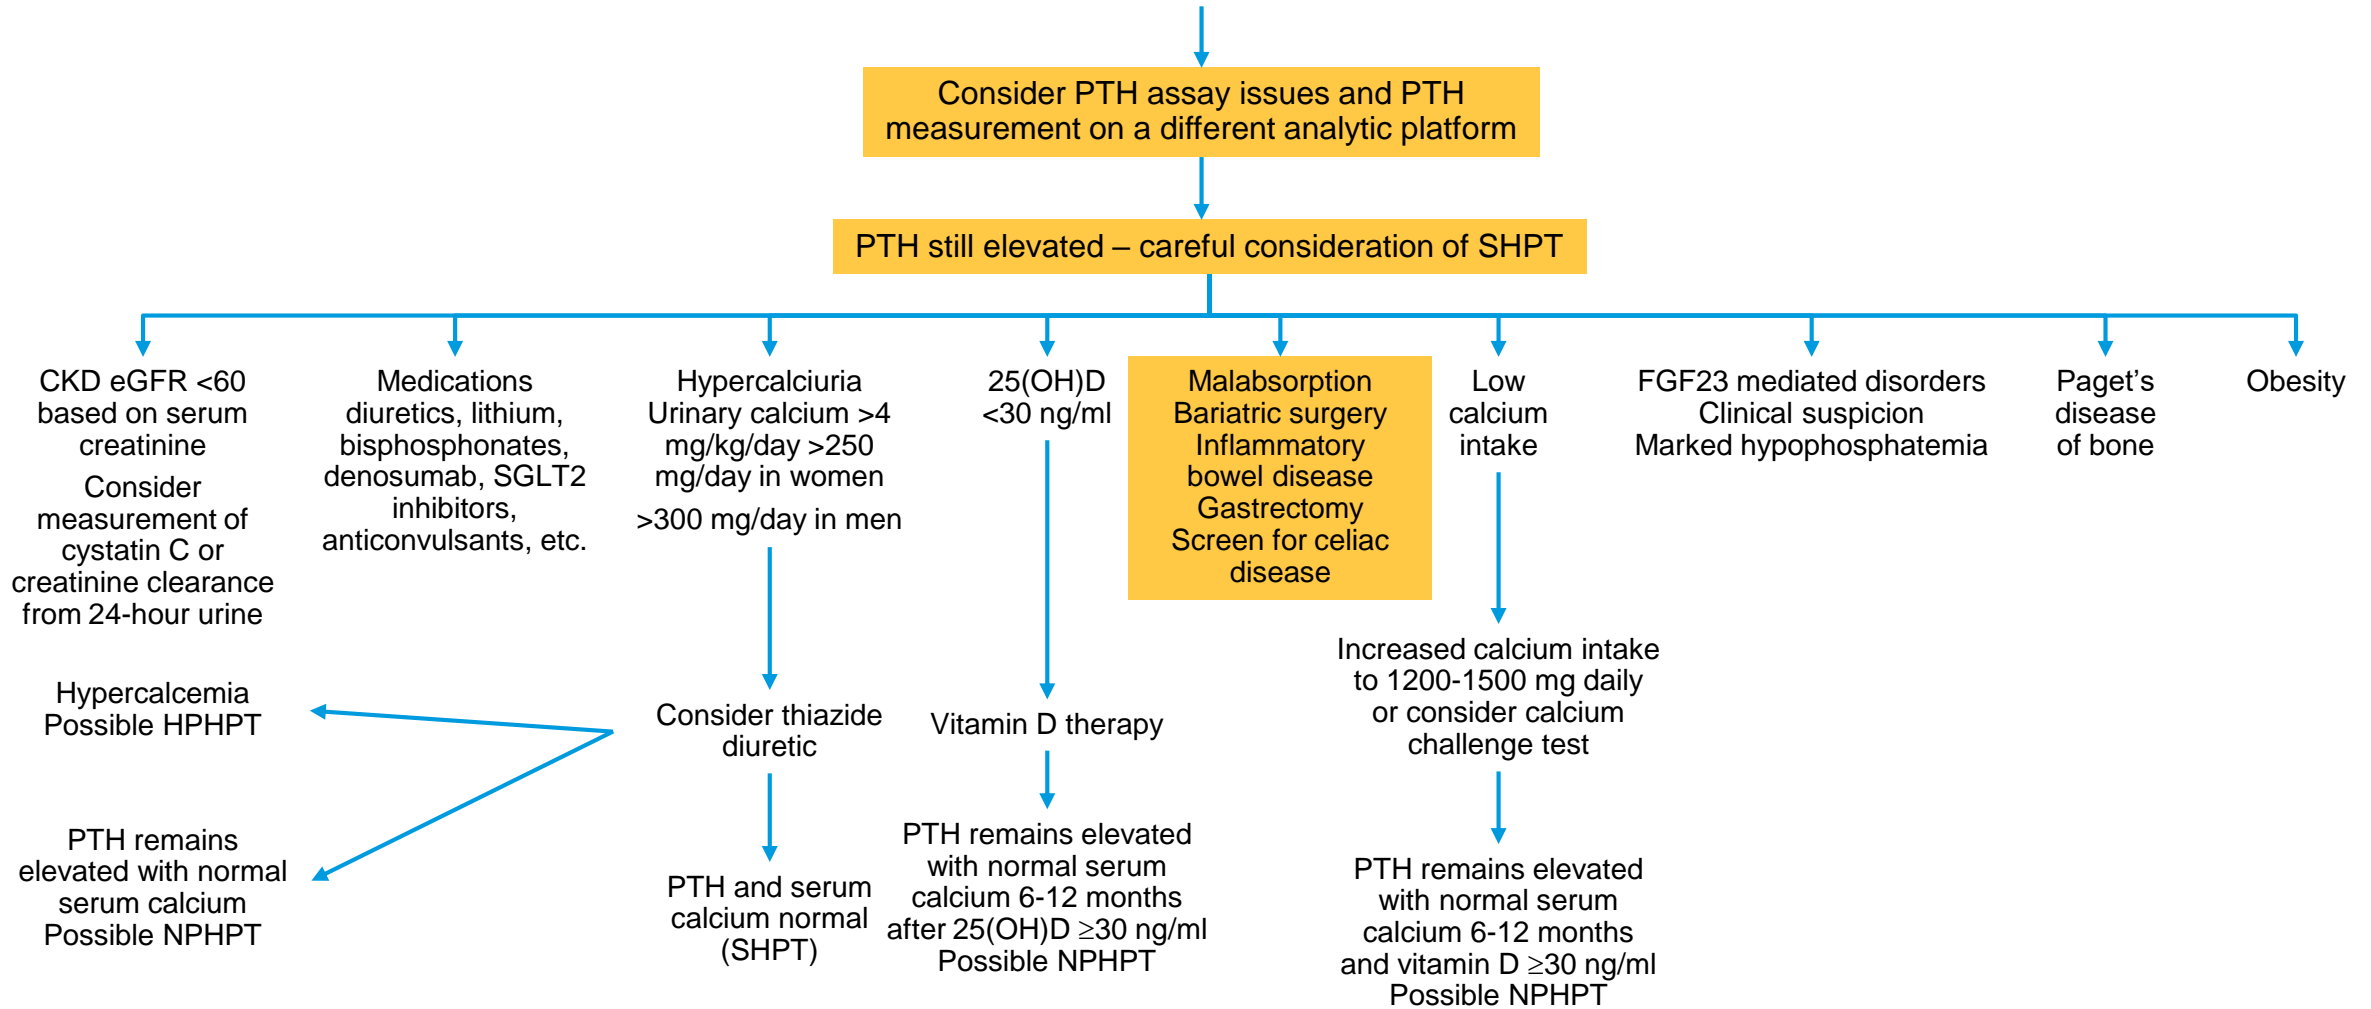 Consider PTH assay issues and PTH
measurement on a different analytic platform
PTH still elevated – careful consideration of SHPT
CKD eGFR <60
based on serum
creatinine
Consider
measurement of
cystatin C or
creatinine clearance
from 24-hour urine
Medications
diuretics, lithium,
bisphosphonates,
denosumab, SGLT2
inhibitors,
anticonvulsants, etc.
Hypercalciuria
Urinary calcium >4
mg/kg/day >250
mg/day in women
>300 mg/day in men
25(OH)D
<30 ng/ml
Malabsorption
Bariatric surgery
Inflammatory
bowel disease
Gastrectomy
Screen for celiac
disease
Low
calcium
intake
FGF23 mediated disorders
Clinical suspicion
Marked hypophosphatemia
Paget's
disease
of bone
Obesity
Hypercalcemia
Possible HPHPT
PTH remains
elevated with normal
serum calcium
Possible NPHPT
Consider thiazide
diuretic
PTH and serum
calcium normal
(SHPT)
Vitamin D therapy
PTH remains elevated
with normal serum
calcium 6-12 months
after 25(OH)D ≥30 ng/ml
Possible NPHPT
Increased calcium intake
to 1200-1500 mg daily
or consider calcium
challenge test
PTH remains elevated
with normal serum
calcium 6-12 months
and vitamin D ≥30 ng/ml
Possible NPHPT